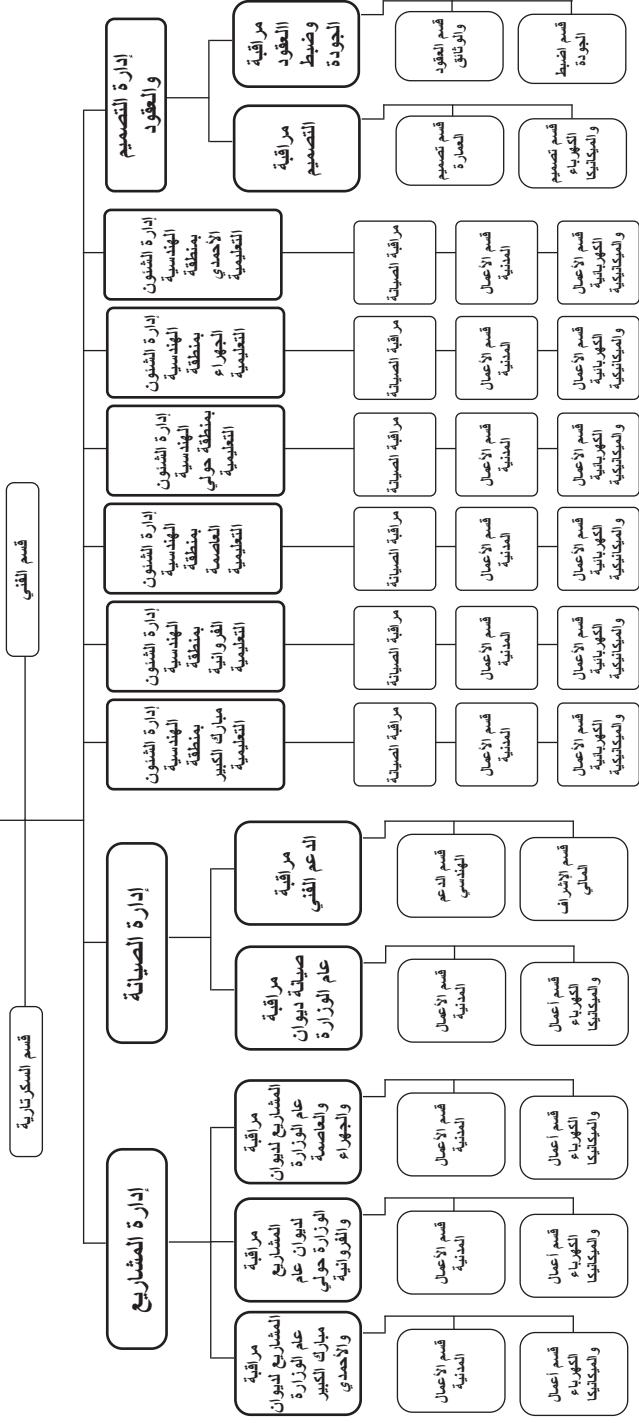 قسم الفني
قسم السكرتارية
إدارة التصميم
والعقود
إدارة الشئون
الهندسية
بمنطقة
الأحمدي
التعليمية
إدارة الشئون
الهندسية
بمنطقة
الجهراء
التعليمية
إدارة الشئون
الهندسية
بمنطقة حولي
التعليمية
إدارة الشئون
الهندسية
بمنطقة
العاصمة
التعليمية
إدارة الشئون
الهندسية
بمنطقة
الفروانية
التعليمية
إدارة الشئون
الهندسية
بمنطقة
مبارك الكبير
التعليمية
إدارة الصيانة
إدارة المشاريع
مراقبة
االعقود
وضبط
الجودة
مراقبة
التصميم
مراقبة
الدعم الفني
مراقبة
صيانة ديوان
عام الوزارة
مراقبة
المشاريع لديوان
عام الوزارة
والعاصمة
والجهراء
مراقبة
المشاريع
لديوان عام
الوزارة حولي
والفروانية
مراقبة
المشاريع لديوان
عام الوزارة
مبارك الكبير
والأحمدي
قسم العقود
والوثائق
قسم تصميم
العمارة
مراقبة الصيانة
مراقبة الصيانة
مراقبة الصيانة
مراقبة الصيانة
مراقبة الصيانة
مراقبة الصيانة
قسم الدعم
الهندسي
قسم الأعمال
المدنية
قسم الأعمال
المدنية
قسم الأعمال
المدنية
قسم الأعمال
المدنية
قسم الأعمال
المدنية
قسم الأعمال
المدنية
قسم الأعمال
المدنية
قسم الأعمال
المدنية
قسم الأعمال
المدنية
قسم الأعمال
المدنية
قسم اضبط
الجودة
قسم تصميم
الكهرباء
والميكانيكا
قسم الأعمال
الكهربائية
والميكانيكية
قسم الأعمال
الكهربائية
والميكانيكية
قسم الأعمال
الكهربائية
والميكانيكية
قسم الأعمال
الكهربائية
والميكانيكية
قسم الأعمال
الكهربائية
والميكانيكية
قسم الأعمال
الكهربائية
والميكانيكية
قسم الإشراف
المالي
قسم أعمال
الكهرباء
والميكانيكا
قسم أعمال
الكهرباء
والميكانيكا
قسم أعمال
الكهرباء
والميكانيكا
قسم أعمال
الكهرباء
والميكانيكا